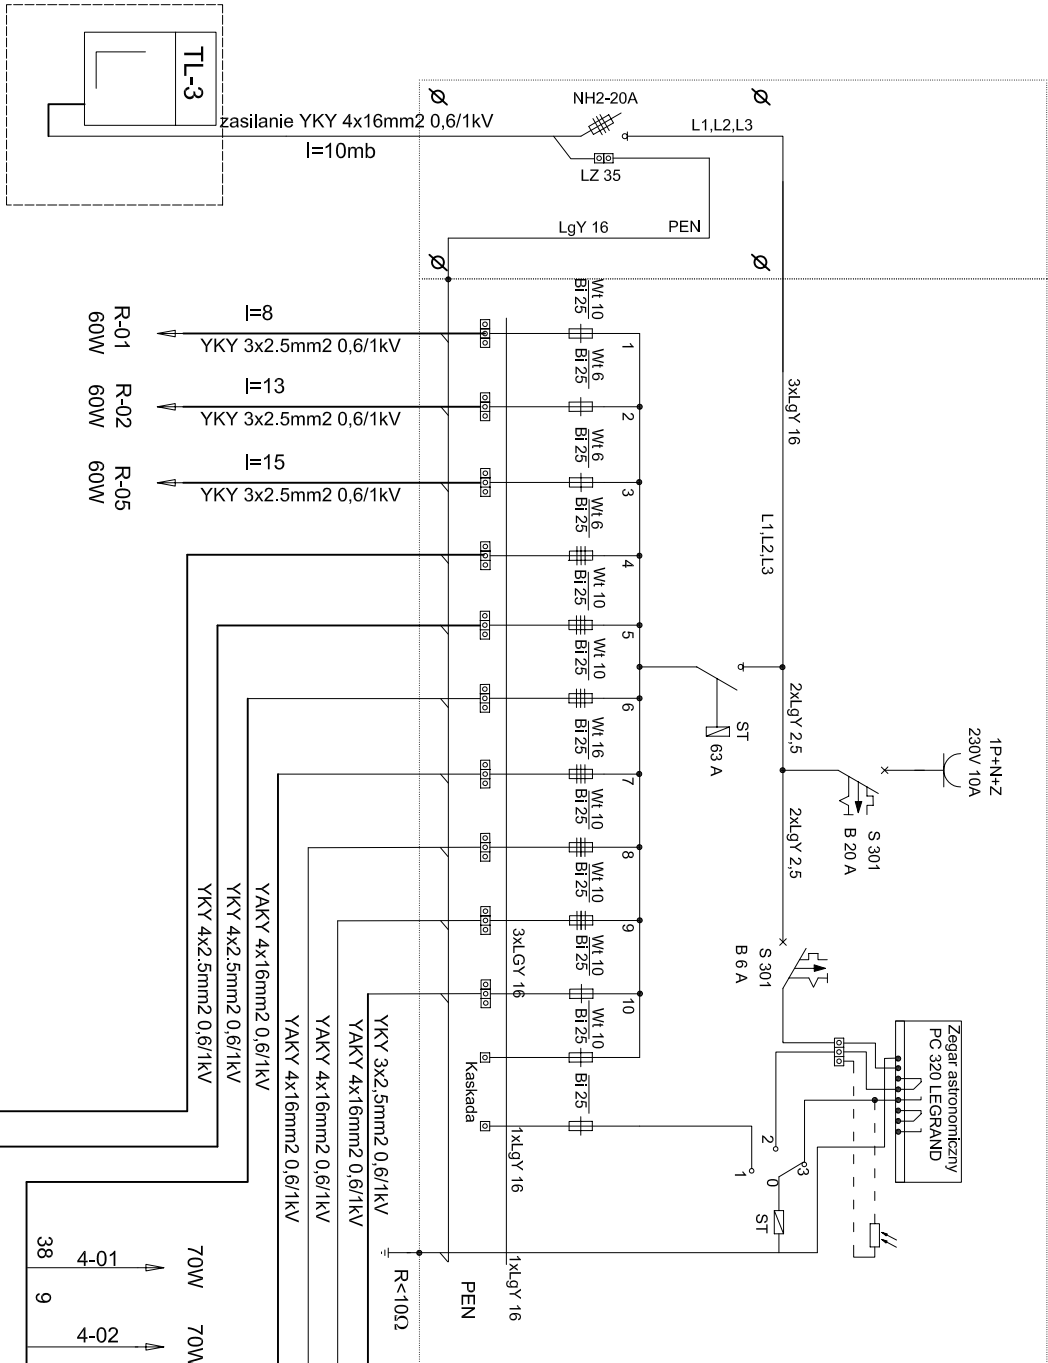 TL-3
zasilanie YKY 4x16mm2 0,6/1kV
l=10mb
NH2-20A
L1,L2,L3
LZ 35
LgY 16
PEN
3xLgY 16
L1,L2,L3
R-01
60W
l=8
YKY 3x2.5mm2 0,6/1kV
R-02
60W
l=13
YKY 3x2.5mm2 0,6/1kV
R-05
60W
l=15
YKY 3x2.5mm2 0,6/1kV
Wt 10
Bi 25
1
Wt 6
Bi 25
2
Wt 6
Bi 25
3
Wt 6
Bi 25
4
Wt 10
Bi 25
5
Wt 10
Bi 25
6
Wt 16
Bi 25
7
Wt 10
Bi 25
8
Wt 10
Bi 25
9
Wt 10
Bi 25
10
Wt 10
Bi 25
Bi 25
ST
63 A
2xLgY 2,5
2xLgY 2,5
1P+N+Z
230V 10A
S 301
B 20 A
S 301
B 6 A
Zegar astronomiczny
PC 320 LEGRAND
3xLGY 16
Kaskada
1xLgY 16
1xLgY 16
2
1
3
0
ST
PEN
R<10Ω
YKY 4x2.5mm2 0,6/1kV
YKY 4x2.5mm2 0,6/1kV
YAKY 4x16mm2 0,6/1kV
YAKY 4x16mm2 0,6/1kV
YAKY 4x16mm2 0,6/1kV
YAKY 4x16mm2 0,6/1kV
YKY 3x2,5mm2 0,6/1kV
38
4-01
70W
9
4-02
70W